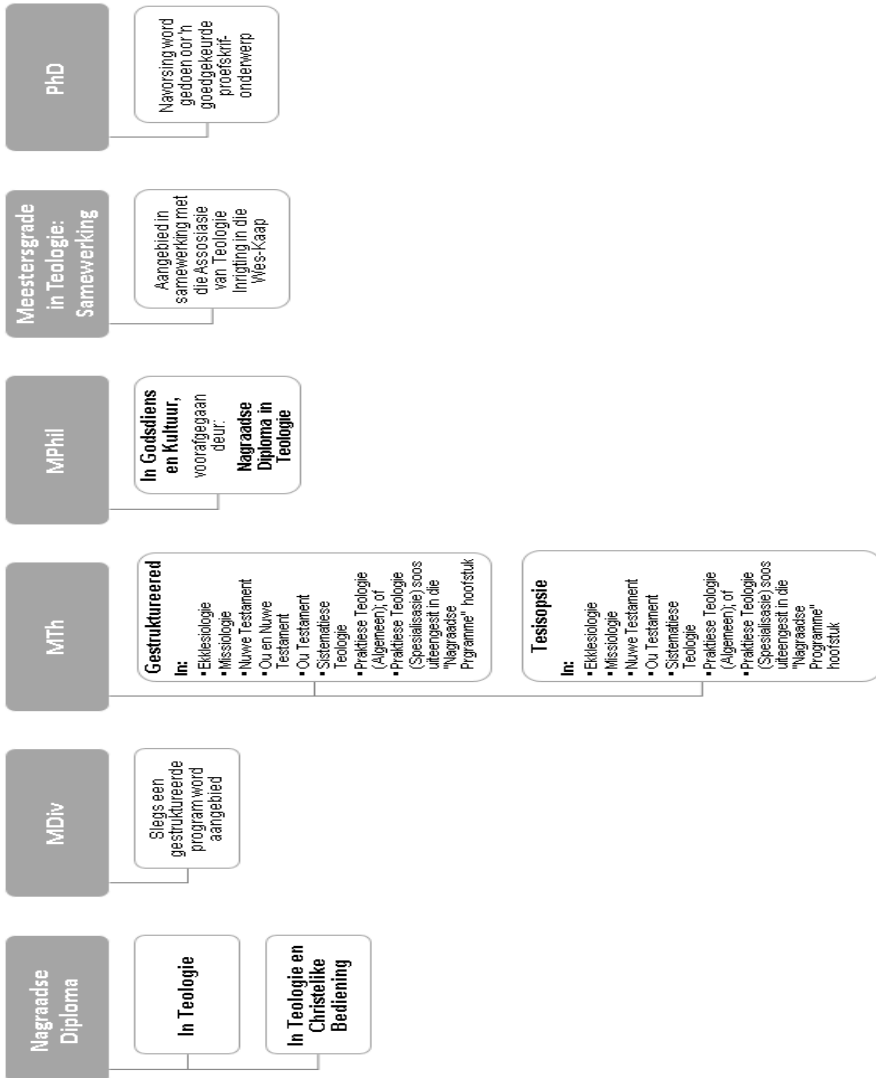 Nagraadse
Diploma
In Teologie
In Teologie en
Christelike
Bediening
MDiv
Slegs een
gestruktureerde
program word
aangebied
MTh
Gestruktureered
In:
▪ Ekklesiologie
▪ Missiologie
▪ Nuwe Testament
▪ Ou en Nuwe
Testament
▪ Ou Testament
▪ Sistematiese
Teologie
▪ Praktiese Teologie
(Algemeen); of
▪ Praktiese Teologie
(Spesialisasie) soos
uiteengesit in die
"Nagraadse
Prgramme" hoofstuk
Tesisopsie
In:
▪ Ekklesiologie
▪ Missiologie
▪ Nuwe Testament
▪ Ou Testament
▪ Sistematiese
Teologie
▪ Praktiese Teologie
(Algemeen); of
▪ Praktiese Teologie
(Spesialisasie) soos
uiteengesit in die
"Nagraadse
Programme"
hoofstuk
MPhil
In Godsdiens
en Kultuur,
voorafgegaan
deur:
Nagraadse
Diploma in
Teologie
Meestersgrade
in Teologie:
Samewerking
Aangebied in
samewerking met
die Assosiasie
van Teologie
Inrigting in die
Wes-Kaap
PhD
Navorsing word
gedoen oor 'n
goedgekeurde
proefskrif-
onderwerp